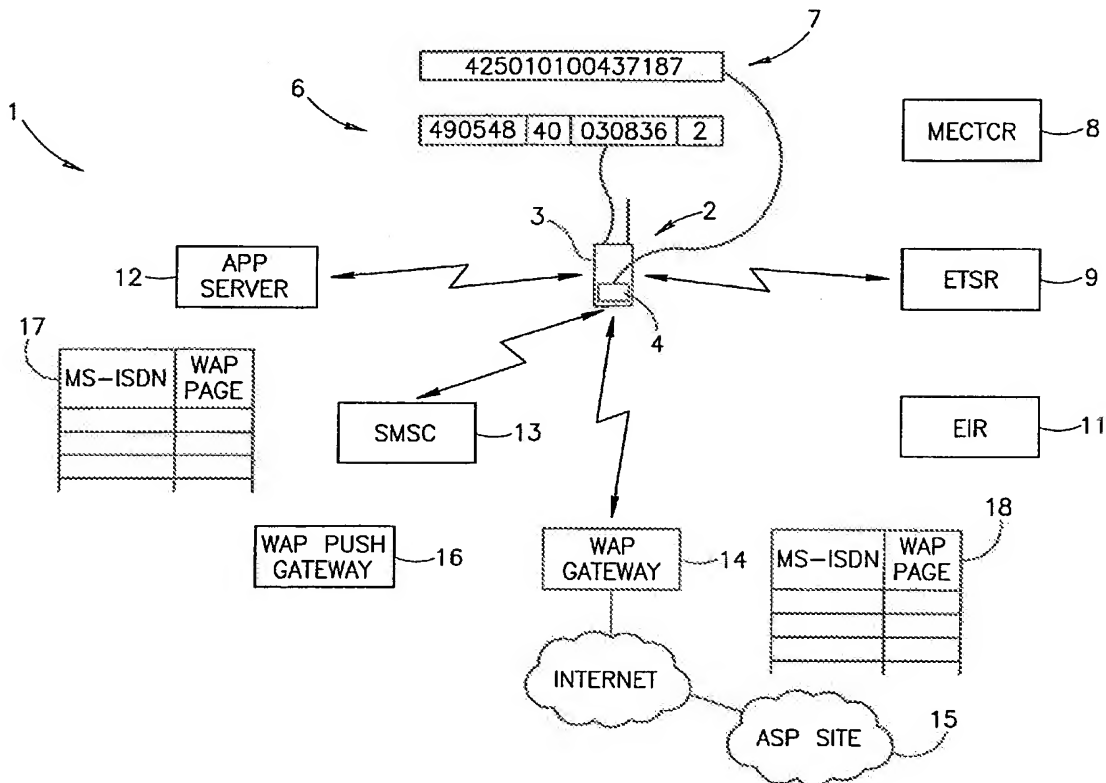 7
425010100437187
6
490548 40 030836 2
1
MECTCR
8
3
2
12
APP
SERVER
ETSR
9
4
17
MS-ISDN
WAP
PAGE
SMSC
13
EIR
11
18
WAP PUSH
GATEWAY
16
WAP
GATEWAY
14
MS-ISDN
WAP
PAGE
INTERNET
ASP SITE
15